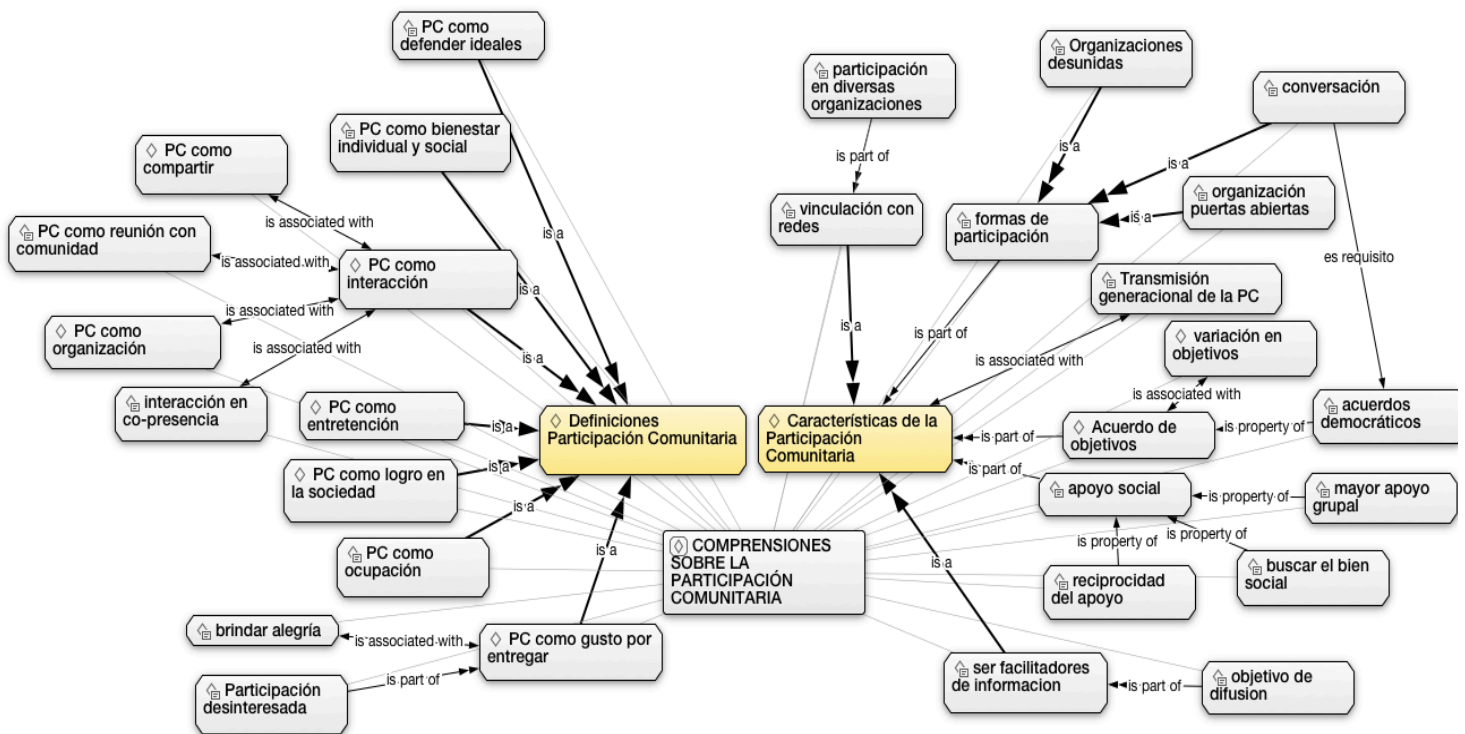 PC como
defender ideales
Organizaciones
desunidas
participación
en diversas
organizaciones
conversación
PC como bienestar
individual y social
PC como
compartir
is a
is part of
is a
organización
puertas abiertas
is associated with
vinculación con
redes
formas de
participación
is a
PC como reunión con
comunidad
is associated with
is a
PC como
interacción
es requisito
Transmisión
generacional de la PC
is a
is associated with
PC como
organización
is a
is part of
variación en
objetivos
is associated with
is a
is associated with
is associated with
interacción en
co-presencia
PC como
entretención
is a
Definiciones
Participación Comunitaria
Características de la
Participación
Comunitaria
is part of
Acuerdo de
objetivos
is property of
acuerdos
democráticos
PC como logro en
la sociedad
is a
is part of
apoyo social
is property of
mayor apoyo
grupal
is a
PC como
ocupación
is a
COMPRENSIONES
SOBRE LA
PARTICIPACIÓN
COMUNITARIA
is a
is property of
is property of
reciprocidad
del apoyo
buscar el bien
social
brindar alegría
is associated with
PC como gusto por
entregar
is part of
Participación
desinteresada
ser facilitadores
de informacion
is part of
objetivo de
difusion